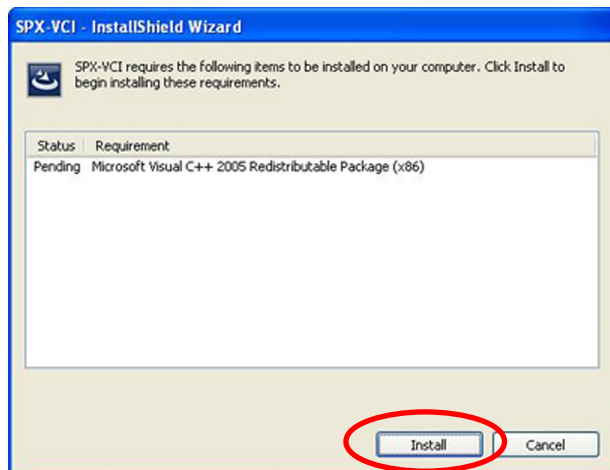 SPX-VCI - InstallShield Wizard
SPX-VCI requires the following items to be installed on your computer. Click Install to
begin installing these requirements.
Status Requirement
Pending Microsoft Visual C++ 2005 Redistributable Package (x86)
Install Cancel